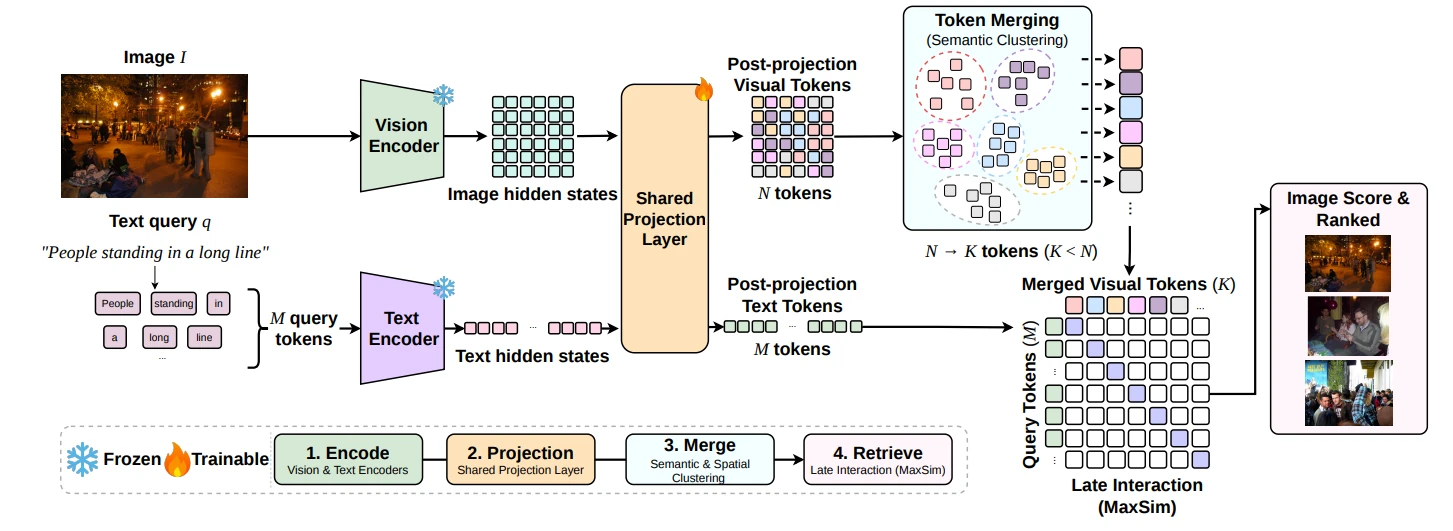 Image I
Text query q
"People standing in a long line"
People
standing
in
a
long
line
...
M query
tokens
Vision
Encoder
Image hidden states
Text
Encoder
...
Text hidden states
Shared
Projection
Layer
Post-projection
Visual Tokens
N tokens
Post-projection
Text Tokens
...
M tokens
Token Merging
(Semantic Clustering)
N → K tokens (K < N)
⋮
Merged Visual Tokens (K)
...
Query Tokens (M)
⋮
⋮
Late Interaction
(MaxSim)
Image Score &
Ranked
Frozen
Trainable
1. Encode
Vision & Text Encoders
2. Projection
Shared Projection Layer
3. Merge
Semantic & Spatial
Clustering
4. Retrieve
Late Interaction (MaxSim)